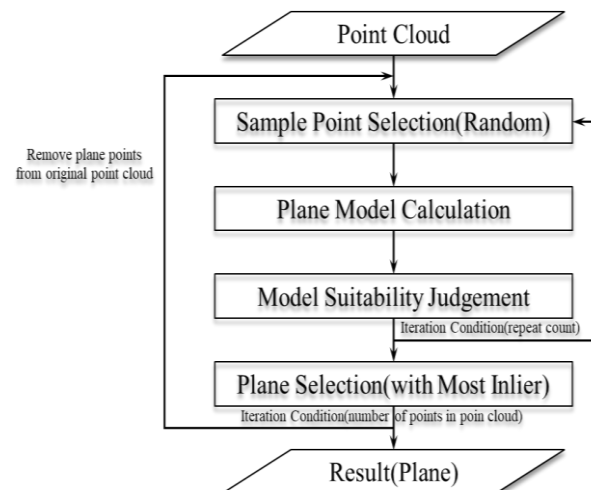 Point Cloud
Sample Point Selection(Random)
Remove plane points
from original point cloud
Plane Model Calculation
Model Suitability Judgement
Iteration Condition(repeat count)
Plane Selection(with Most Inlier)
Iteration Condition(number of points in poin cloud)
Result(Plane)